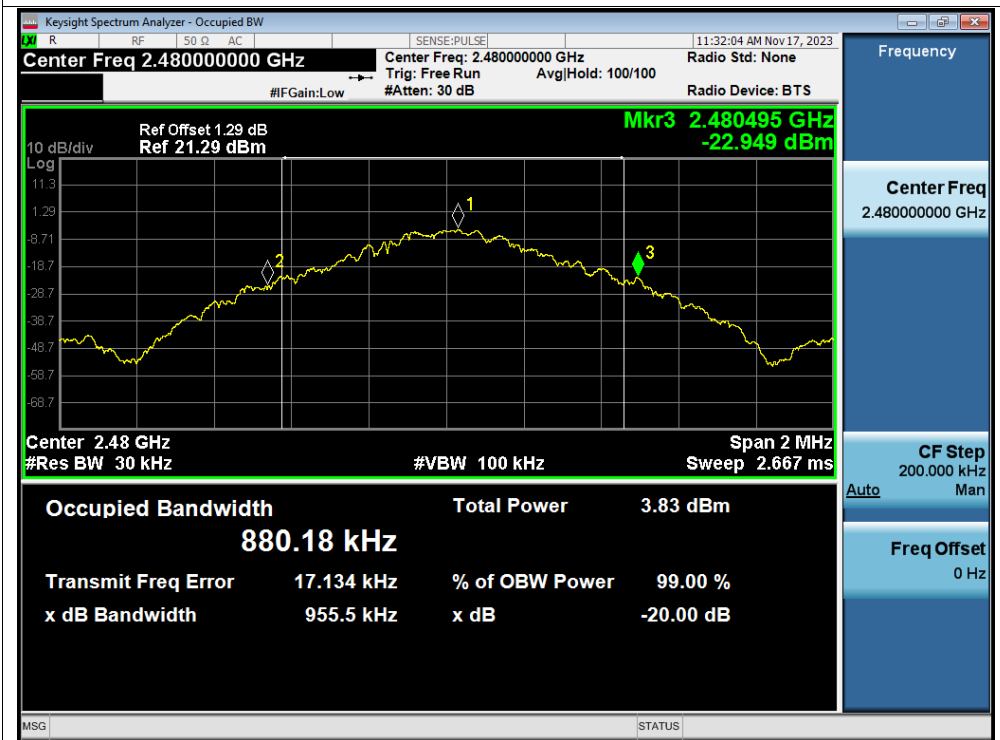 Keysight Spectrum Analyzer - Occupied BW
LXI R RF 50 Ω AC SENSE:PULSE 11:32:04 AM Nov 17, 2023
Center Freq 2.480000000 GHz
Center Freq: 2.480000000 GHz
Radio Std: None
Trig: Free Run Avg|Hold: 100/100
#IFGain:Low
#Atten: 30 dB
Radio Device: BTS
Mkr3 2.480495 GHz
-22.949 dBm
Ref Offset 1.29 dB
10 dB/div Ref 21.29 dBm
Log
11.3
1.29
-8.71
-18.7
-28.7
-38.7
-48.7
-58.7
-68.7
1
2
3
Center 2.48 GHz
Span 2 MHz
#Res BW 30 kHz
#VBW 100 kHz
Sweep 2.667 ms
Occupied Bandwidth
Total Power 3.83 dBm
880.18 kHz
Transmit Freq Error 17.134 kHz
% of OBW Power 99.00 %
x dB Bandwidth 955.5 kHz
x dB -20.00 dB
Frequency
Center Freq
2.480000000 GHz
CF Step
200.000 kHz
Auto Man
Freq Offset
0 Hz
MSG
STATUS